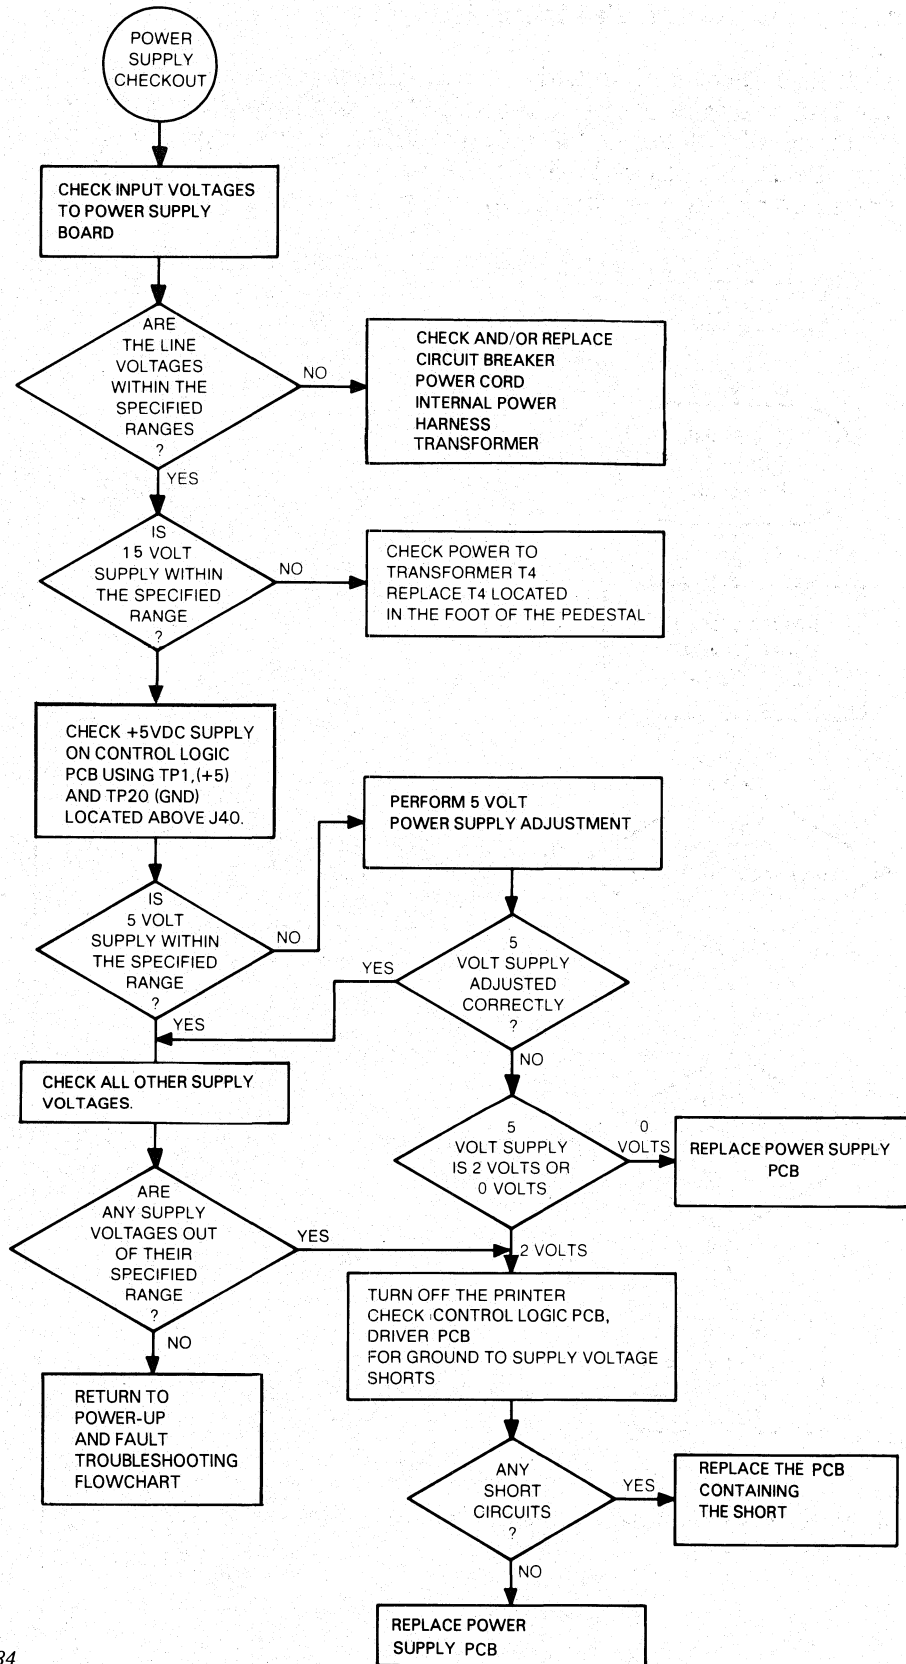 POWER
SUPPLY
CHECKOUT
CHECK INPUT VOLTAGES
TO POWER SUPPLY
BOARD
ARE
THE LINE
VOLTAGES
WITHIN THE
SPECIFIED
RANGES
?
NO
CHECK AND/OR REPLACE
CIRCUIT BREAKER
POWER CORD
INTERNAL POWER
HARNESS
TRANSFORMER
YES
IS
15 VOLT
SUPPLY WITHIN
THE SPECIFIED
RANGE
?
NO
CHECK POWER TO
TRANSFORMER T4
REPLACE T4 LOCATED
IN THE FOOT OF THE PEDESTAL
CHECK +5VDC SUPPLY
ON CONTROL LOGIC
PCB USING TP1,(+5)
AND TP20 (GND)
LOCATED ABOVE J40.
PERFORM 5 VOLT
POWER SUPPLY ADJUSTMENT
IS
5 VOLT
SUPPLY WITHIN
THE SPECIFIED
RANGE
?
NO
YES
5
VOLT SUPPLY
ADJUSTED
CORRECTLY
?
YES
NO
CHECK ALL OTHER SUPPLY
VOLTAGES.
5
VOLT SUPPLY
IS 2 VOLTS OR
0 VOLTS
0
VOLTS
REPLACE POWER SUPPLY
PCB
ARE
ANY SUPPLY
VOLTAGES OUT
OF THEIR
SPECIFIED
RANGE
?
YES
2 VOLTS
NO
TURN OFF THE PRINTER
CHECK CONTROL LOGIC PCB,
DRIVER PCB
FOR GROUND TO SUPPLY VOLTAGE
SHORTS
RETURN TO
POWER-UP
AND FAULT
TROUBLESHOOTING
FLOWCHART
ANY
SHORT
CIRCUITS
?
YES
REPLACE THE PCB
CONTAINING
THE SHORT
NO
REPLACE POWER
SUPPLY PCB